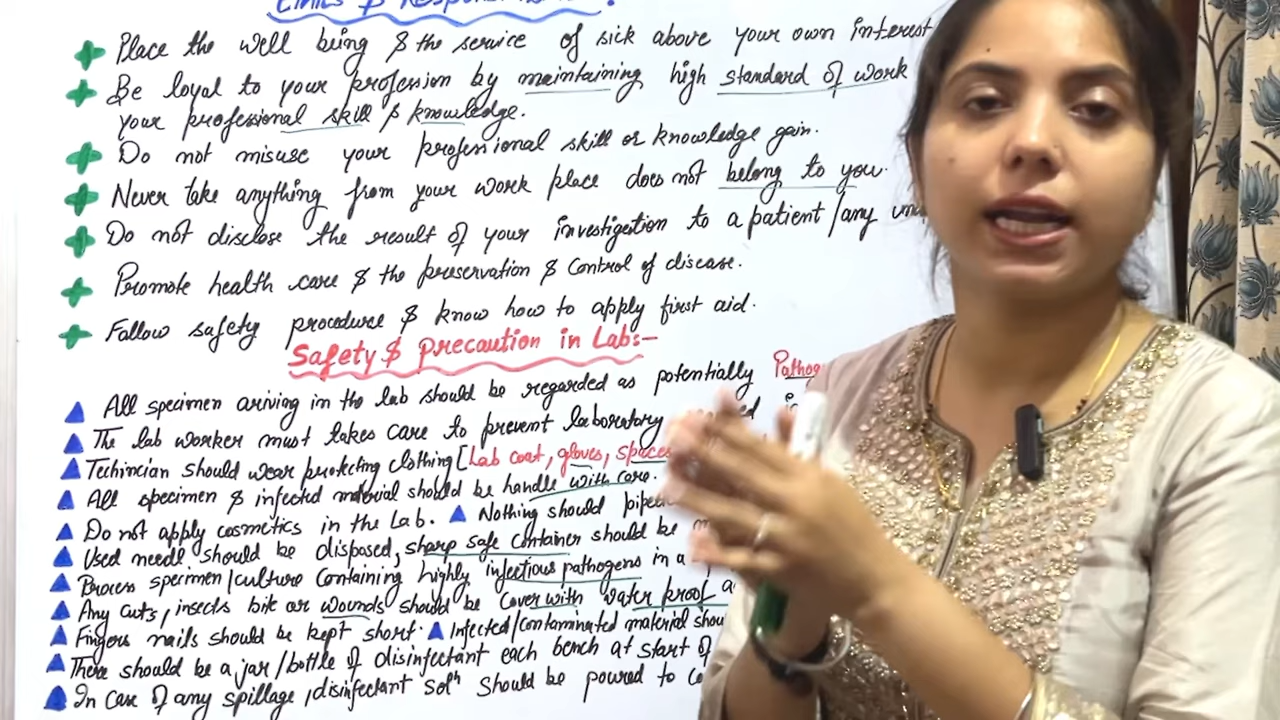 Ethics & Responsi
Place the well being & the service of sick above your own interest
Be loyal to your profession by maintaining high standard of work
your professional skill & knowledge.
Do not misuse your professional skill or knowledge gain.
Never take anything from your work place does not belong to you.
Do not disclose the result of your investigation to a patient/any
Promote health care & the preservation & control of disease.
Follow safety procedure & know how to apply first aid.
Safety & precaution in Lab:-
All specimen ariving in the lab should be regarded as potentially Pathog
The lab worker must takes care to prevent laboratory
Techincian should wear protecting clothing [Lab coat, gloves,
All specimen & infected material should be handle with care.
Do not apply cosmetics in the Lab. Nothing should
Used needle should be disposed, sharp safe container should be
Process specimen/culture containing highly infectious pathogens in a
Any cuts, insects bite or wounds should be cover with water proof
Fingers nails should be kept short. Infected/contaminated material shou
There should be a jar/bottle of disinfectant each bench at start of
In case of any spillage, disinfectant solⁿ should be poured to